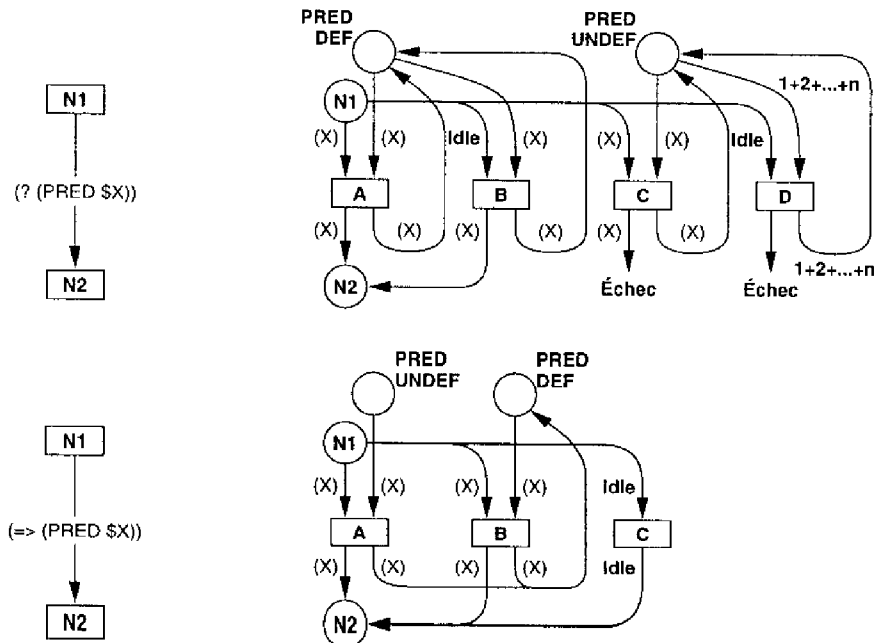 PRED
DEF
PRED
UNDEF
N1
N1
1+2+...+n
(X)
(X)
Idle
(X)
(X)
(X)
Idle
(? (PRED $X))
A
B
C
D
(X)
(X)
(X)
(X)
(X)
(X)
1+2+...+n
N2
N2
Échec
Échec
PRED
UNDEF
PRED
DEF
N1
N1
(X)
(X)
(X)
(X)
Idle
(=> (PRED $X))
A
B
C
(X)
(X)
(X)
(X)
Idle
N2
N2